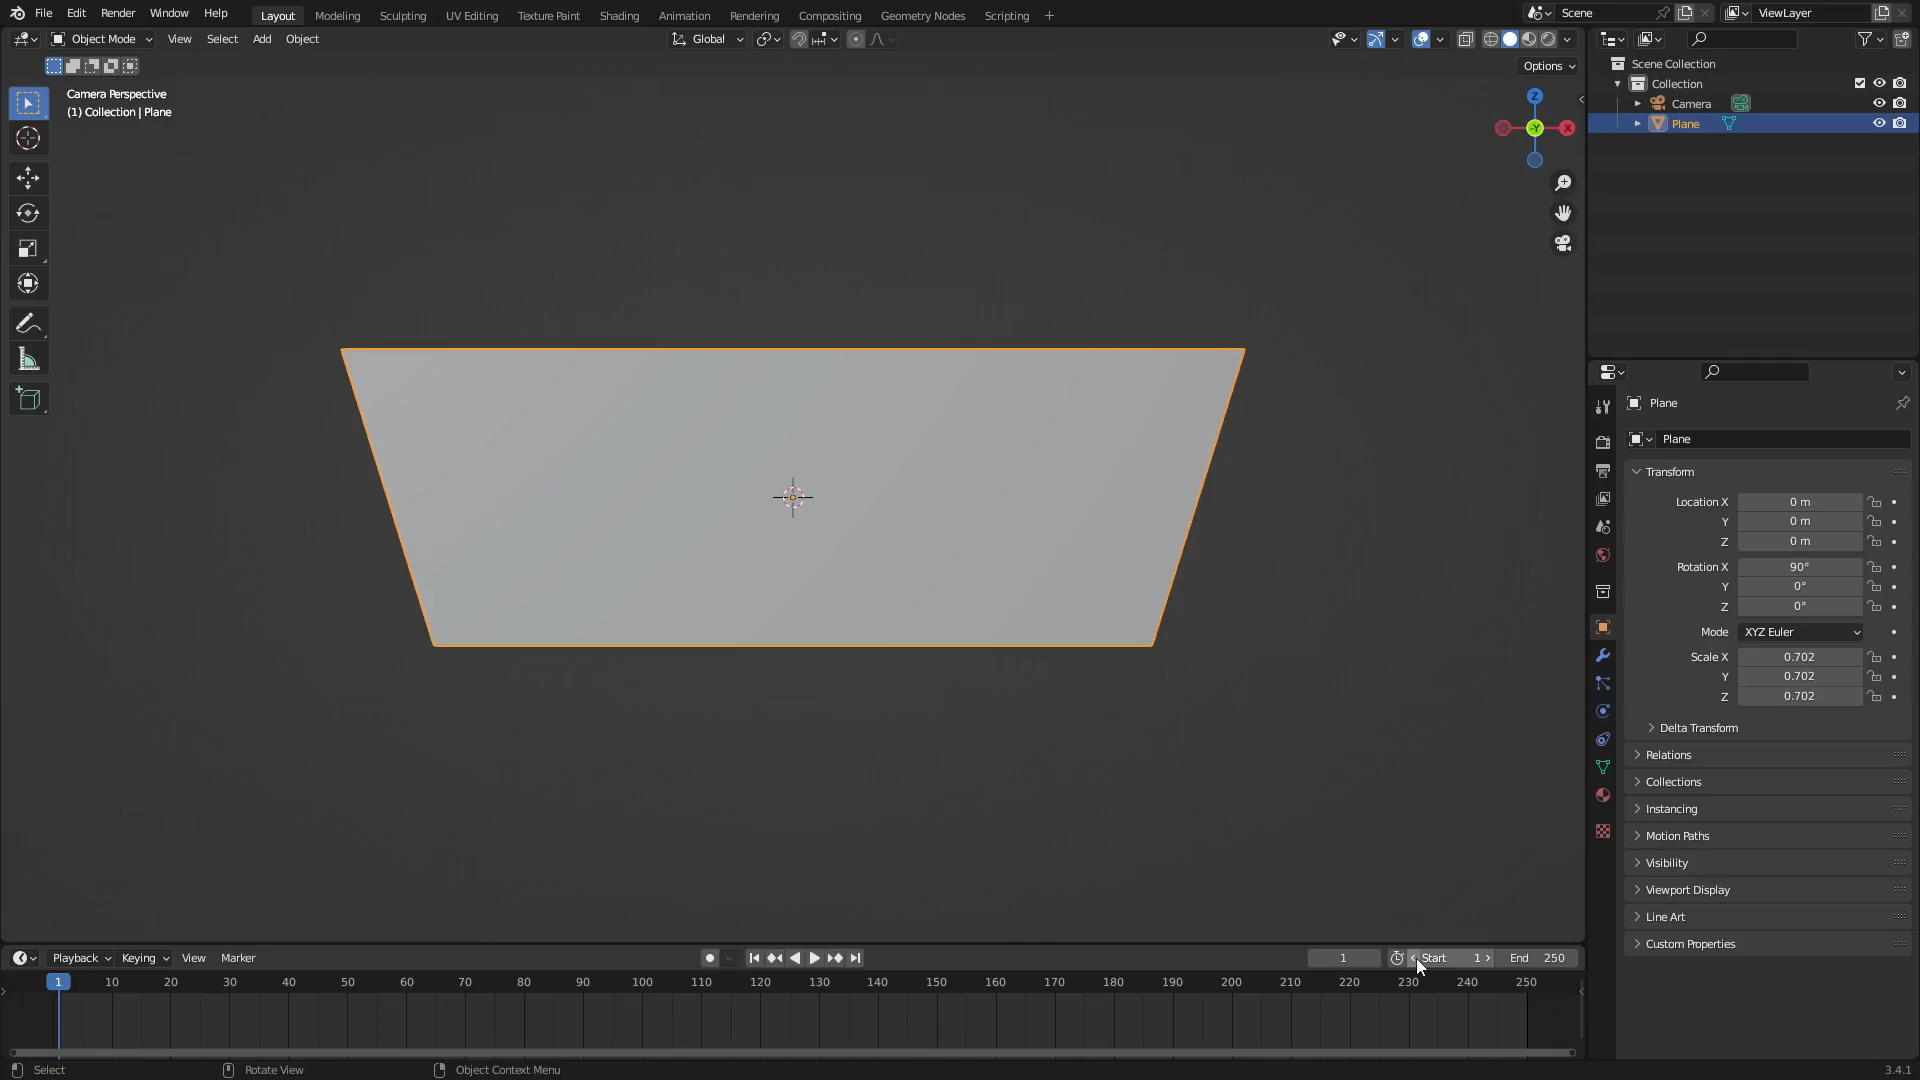 File Edit Render Window Help Layout Modeling Sculpting UV Editing Texture Paint Shading Animation Rendering Compositing Geometry Nodes Scripting + Scene ViewLayer
Object Mode View Select Add Object Global
Options
Camera Perspective
(1) Collection | Plane
Z
-Y X
Scene Collection
Collection
Camera
Plane
Plane
Plane
Transform
Location X 0 m
Y 0 m
Z 0 m
Rotation X 90°
Y 0°
Z 0°
Mode XYZ Euler
Scale X 0.702
Y 0.702
Z 0.702
Delta Transform
Relations
Collections
Instancing
Motion Paths
Visibility
Viewport Display
Line Art
Custom Properties
Playback Keying View Marker 1 Start 1 End 250
1 10 20 30 40 50 60 70 80 90 100 110 120 130 140 150 160 170 180 190 200 210 220 230 240 250
Select Rotate View Object Context Menu 3.4.1